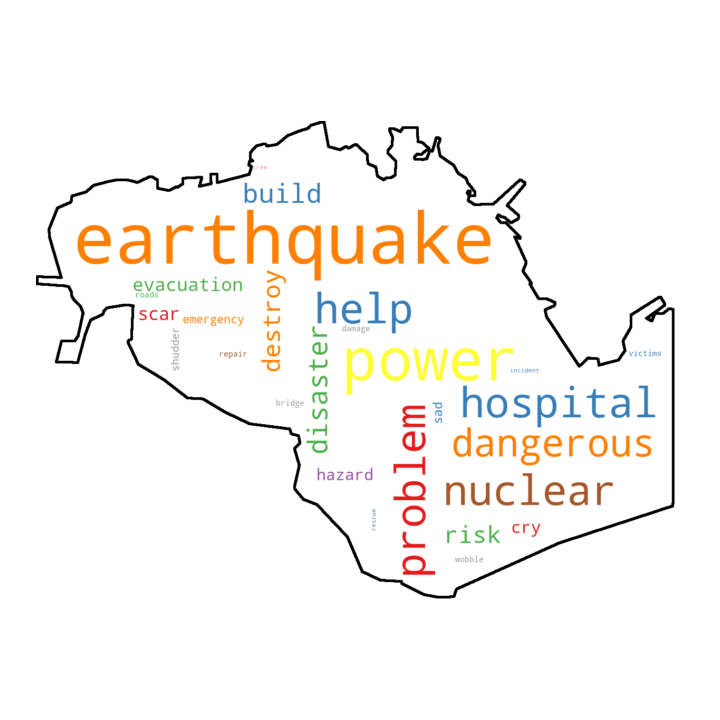 crea
build
earthquake
evacuation
roads
destroy
help
scar
emergency
shudder
disaster
damage
repair
power
victims
incident
bridge
problem
sad
hospital
dangerous
hazard
nuclear
rescue
risk
cry
wobble